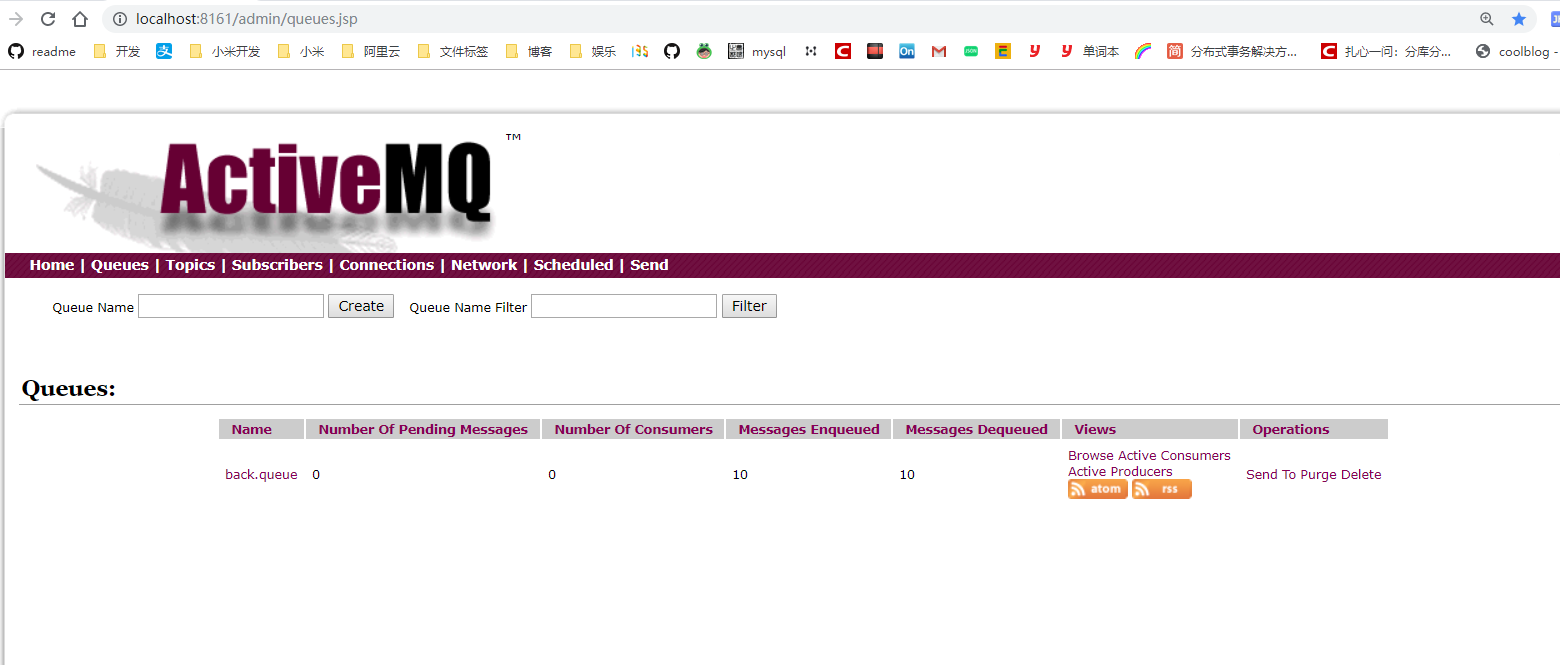 localhost:8161/admin/queues.jsp
readme 开发 支 小米开发 小米 阿里云 文件标签 博客 娱乐 mysql C On M JSON E y y 单词本 简 分布式事务解决方... C 扎心一问：分库分... coolblog -
ActiveMQ ™
Home | Queues | Topics | Subscribers | Connections | Network | Scheduled | Send
Queue Name Create Queue Name Filter Filter
Queues:
Name Number Of Pending Messages Number Of Consumers Messages Enqueued Messages Dequeued Views Operations
back.queue 0 0 10 10 Browse Active Consumers
Active Producers
atom rss
Send To Purge Delete